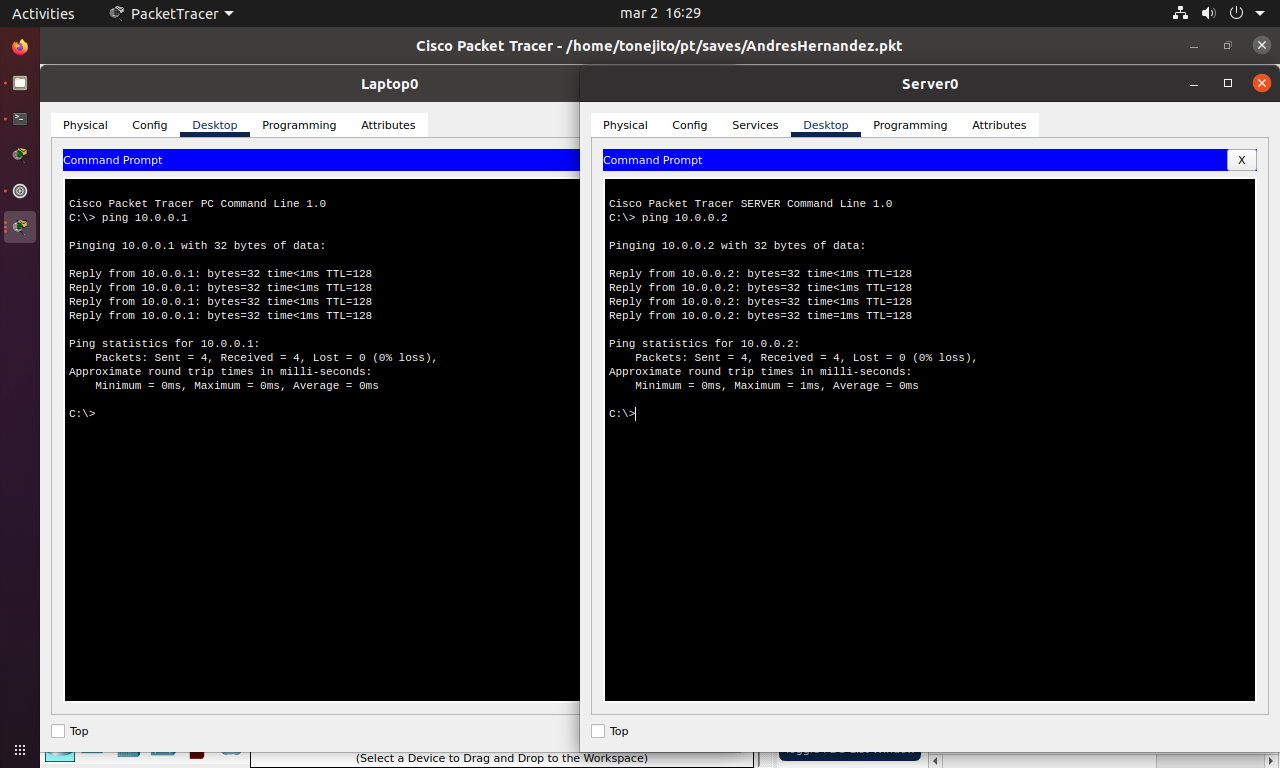 Activities PacketTracer mar 2 16:29
Cisco Packet Tracer - /home/tonejito/pt/saves/AndresHernandez.pkt
Laptop0
Physical Config Desktop Programming Attributes
Command Prompt
Cisco Packet Tracer PC Command Line 1.0
C:\> ping 10.0.0.1
Pinging 10.0.0.1 with 32 bytes of data:
Reply from 10.0.0.1: bytes=32 time<1ms TTL=128
Reply from 10.0.0.1: bytes=32 time<1ms TTL=128
Reply from 10.0.0.1: bytes=32 time<1ms TTL=128
Reply from 10.0.0.1: bytes=32 time<1ms TTL=128
Ping statistics for 10.0.0.1:
Packets: Sent = 4, Received = 4, Lost = 0 (0% loss),
Approximate round trip times in milli-seconds:
Minimum = 0ms, Maximum = 0ms, Average = 0ms
C:\>
Top
Server0
Physical Config Services Desktop Programming Attributes
Command Prompt X
Cisco Packet Tracer SERVER Command Line 1.0
C:\> ping 10.0.0.2
Pinging 10.0.0.2 with 32 bytes of data:
Reply from 10.0.0.2: bytes=32 time<1ms TTL=128
Reply from 10.0.0.2: bytes=32 time<1ms TTL=128
Reply from 10.0.0.2: bytes=32 time<1ms TTL=128
Reply from 10.0.0.2: bytes=32 time=1ms TTL=128
Ping statistics for 10.0.0.2:
Packets: Sent = 4, Received = 4, Lost = 0 (0% loss),
Approximate round trip times in milli-seconds:
Minimum = 0ms, Maximum = 1ms, Average = 0ms
C:\>
Top
(Select a Device to Drag and Drop to the Workspace)